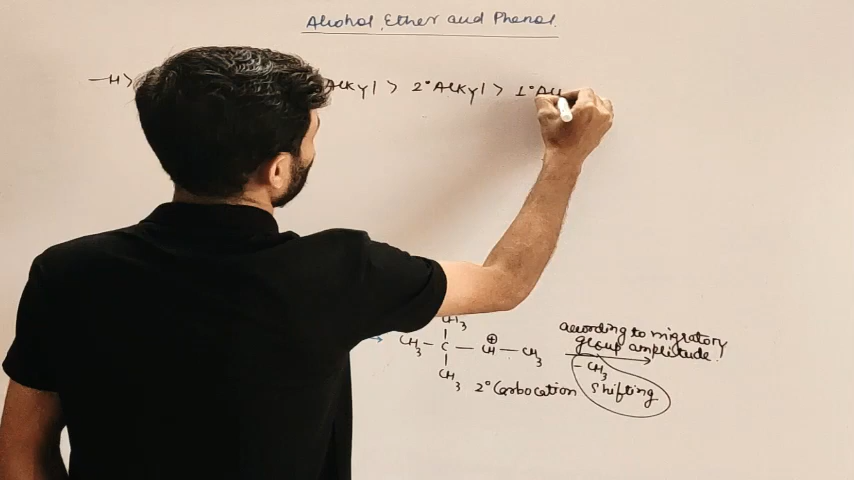 Alcohol, Ether and Phenol.
—H> Alkyl > 2° Alkyl > 1°
CH3
CH3 — C — CH — CH3
⊕
CH3
2° Carbocation
according to migratory
group amplitude.
– CH3
Shifting